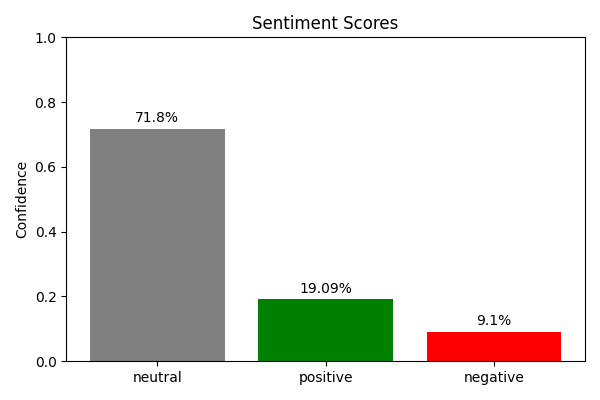 Sentiment Scores
Confidence
1.0
0.8
0.6
0.4
0.2
0.0
71.8%
19.09%
9.1%
neutral
positive
negative